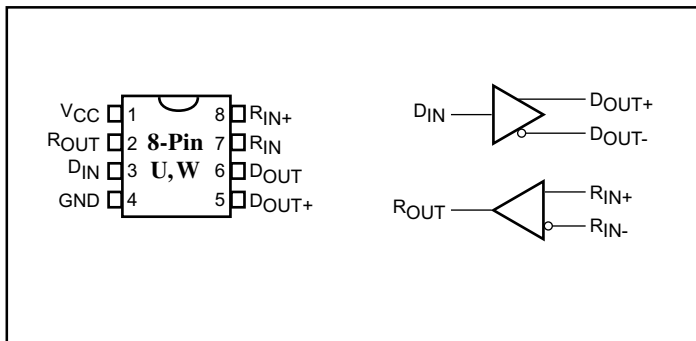 VCC 1 8 RIN+
ROUT 2 8-Pin 7 RIN
DIN 3 U, W 6 DOUT
GND 4 5 DOUT+
DIN DOUT+
DOUT-
ROUT RIN+
RIN-